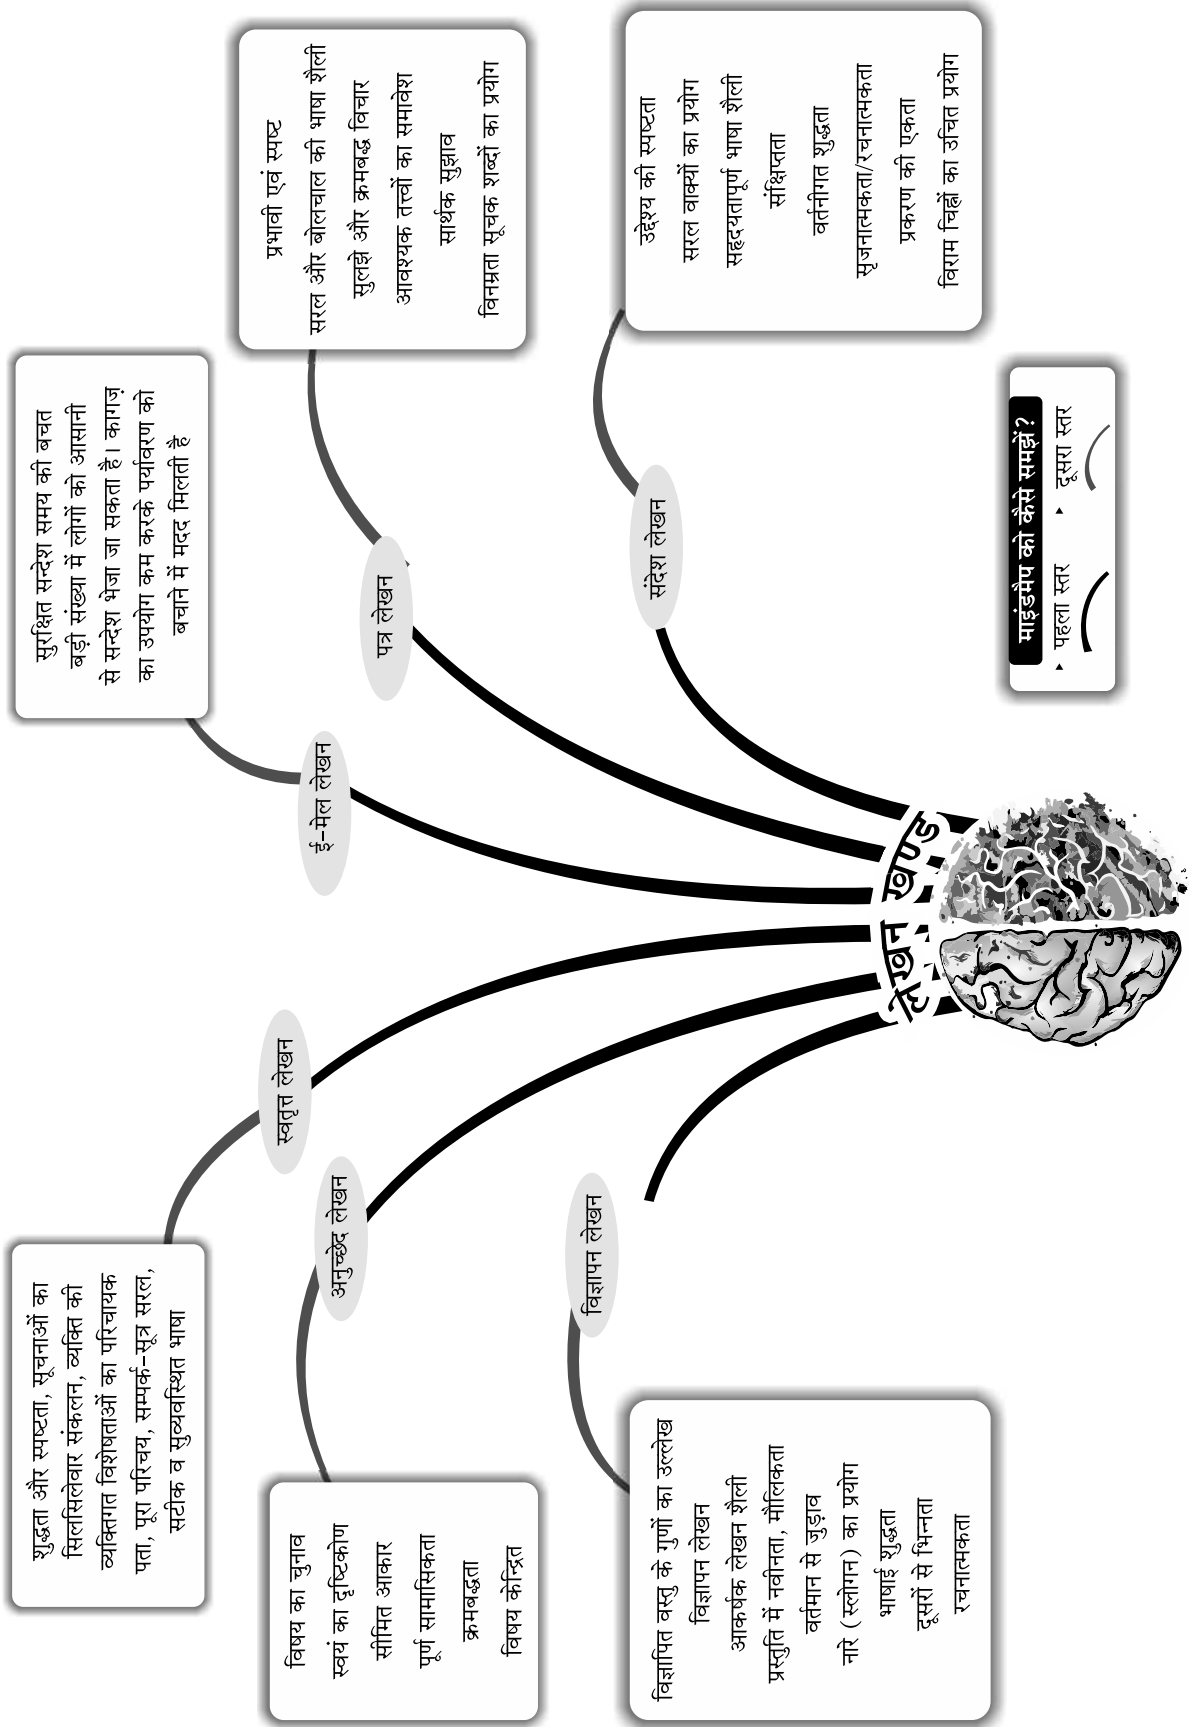 शुद्धता और स्पष्टता, सूचनाओं का
सिलसिलेवार संकलन, व्यक्ति की
व्यक्तिगत विशेषताओं का परिचायक
पता, पूरा परिचय, सम्पर्क-सूत्र सरल,
सटीक व सुव्यवस्थित भाषा
स्ववृत्त लेखन
सुरक्षित सन्देश समय की बचत
बड़ी संख्या में लोगों को आसानी
से सन्देश भेजा जा सकता है। कागज़
का उपयोग कम करके पर्यावरण को
बचाने में मदद मिलती है
ई-मेल लेखन
विषय का चुनाव
स्वयं का दृष्टिकोण
सीमित आकार
पूर्ण सामासिकता
क्रमबद्धता
विषय केन्द्रित
अनुच्छेद लेखन
प्रभावी एवं स्पष्ट
सरल और बोलचाल की भाषा शैली
सुलझे और क्रमबद्ध विचार
आवश्यक तत्त्वों का समावेश
सार्थक सुझाव
विनम्रता सूचक शब्दों का प्रयोग
पत्र लेखन
विज्ञापित वस्तु के गुणों का उल्लेख
विज्ञापन लेखन
आकर्षक लेखन शैली
प्रस्तुति में नवीनता, मौलिकता
वर्तमान से जुड़ाव
नारे (स्लोगन) का प्रयोग
भाषाई शुद्धता
दूसरों से भिन्नता
रचनात्मकता
विज्ञापन लेखन
उद्देश्य की स्पष्टता
सरल वाक्यों का प्रयोग
सहृदयतापूर्ण भाषा शैली
संक्षिप्तता
वर्तनीगत शुद्धता
सृजनात्मकता/रचनात्मकता
प्रकरण की एकता
विराम चिह्नों का उचित प्रयोग
संदेश लेखन
लेखन खण्ड
माइंडमैप को कैसे समझें?
पहला स्तर
दूसरा स्तर